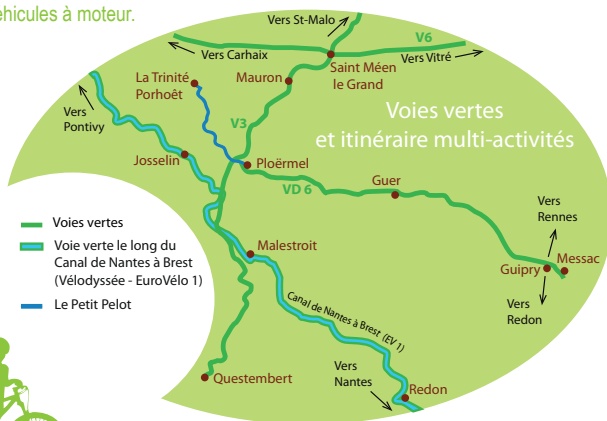 éhicules à moteur.
Vers St-Malo
V6
Vers Carhaix
Vers Vitré
Saint Méen
le Grand
La Trinité
Porhoët
Mauron
Voies vertes
et itinéraire multi-activités
Vers
Pontivy
V3
Josselin
Ploërmel
VD 6
Guer
Vers
Rennes
Voies vertes
Voie verte le long du
Canal de Nantes à Brest
(Vélodyssée - EuroVélo 1)
Le Petit Pelot
Malestroit
Messac
Guipry
Canal de Nantes à Brest (EV 1)
Vers
Redon
Vers
Nantes
Questembert
Redon